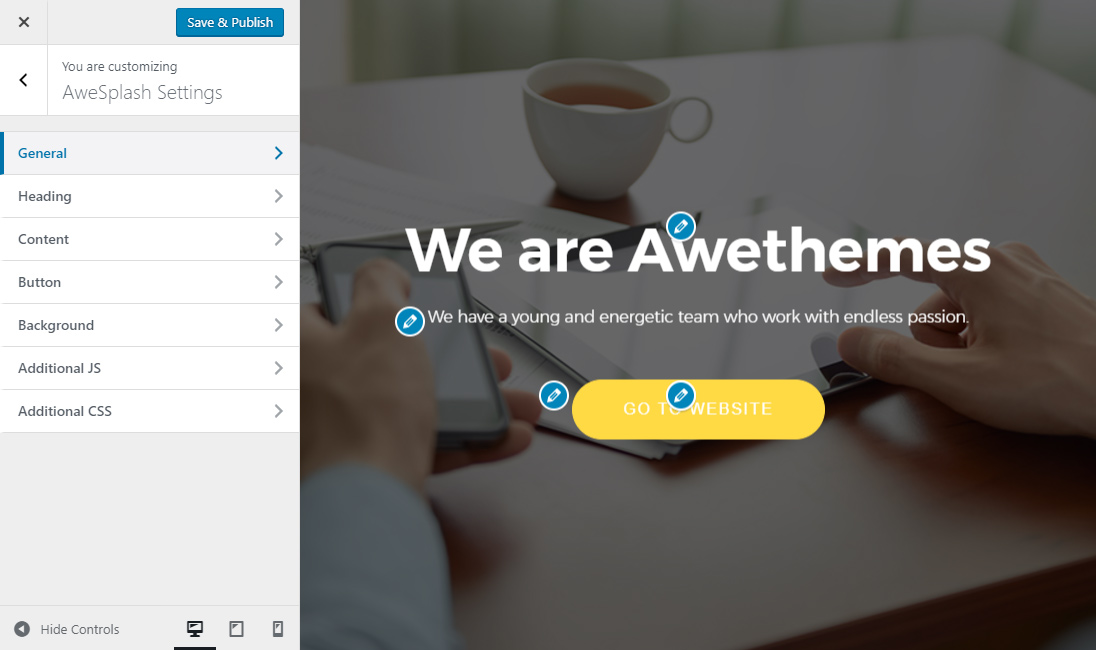 Save & Publish
You are customizing
AweSplash Settings
General
Heading
Content
Button
Background
Additional JS
Additional CSS
Hide Controls
We are Awethemes
We have a young and energetic team who work with endless passion.
GO TO WEBSITE